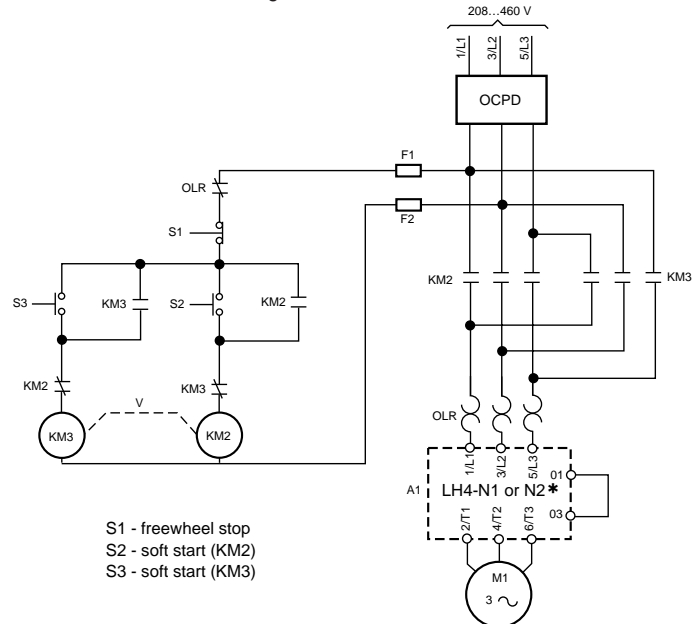 208...460 V
1/L1
3/L2
5/L3
OCPD
F1
OLR
F2
S1
KM2
KM3
S3
KM3
S2
KM2
KM2
KM3
V
KM3
KM2
OLR
1/L1
3/L2
5/L3
01
A1
LH4-N1 or N2*
03
2/T1
4/T2
6/T3
S1 - freewheel stop
S2 - soft start (KM2)
S3 - soft start (KM3)
M1
3 ~